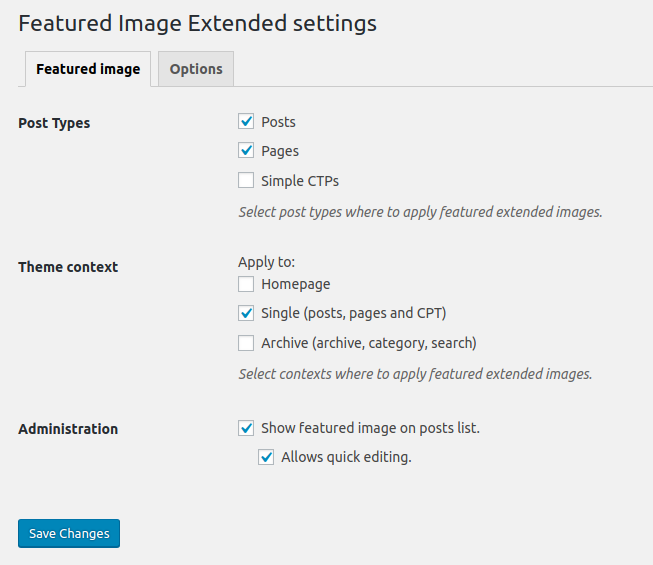 Featured Image Extended settings
Featured image
Options
Post Types
Posts
Pages
Simple CTPs
Select post types where to apply featured extended images.
Theme context
Apply to:
Homepage
Single (posts, pages and CPT)
Archive (archive, category, search)
Select contexts where to apply featured extended images.
Administration
Show featured image on posts list.
Allows quick editing.
Save Changes